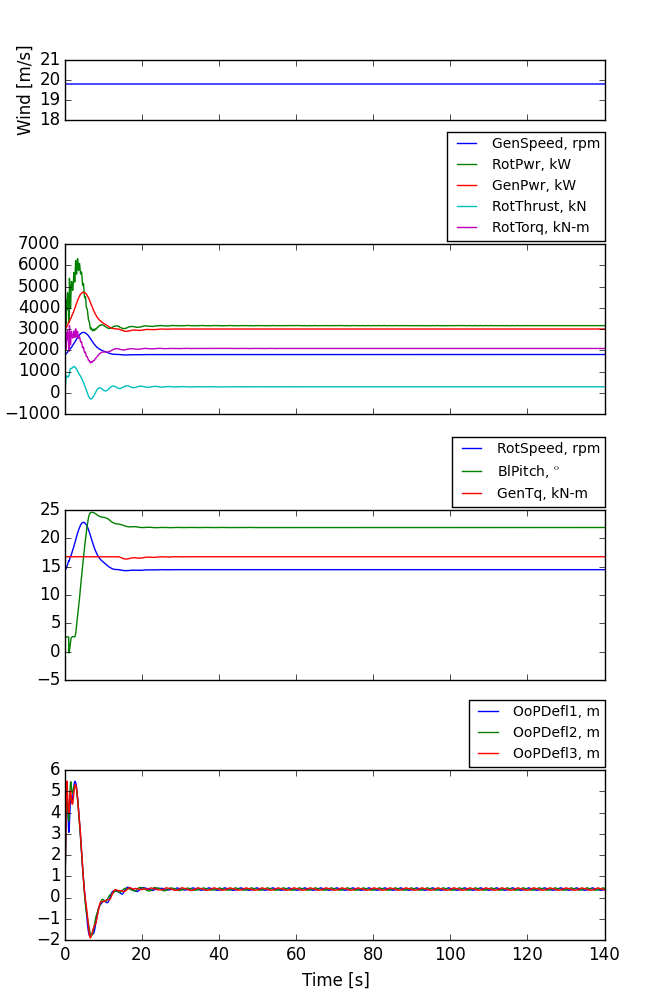 Wind [m/s]
21
20
19
18
GenSpeed, rpm
RotPwr, kW
GenPwr, kW
RotThrust, kN
RotTorq, kN-m
7000
6000
5000
4000
3000
2000
1000
0
−1000
RotSpeed, rpm
BlPitch, °
GenTq, kN-m
25
20
15
10
5
0
−5
OoPDefl1, m
OoPDefl2, m
OoPDefl3, m
6
5
4
3
2
1
0
−1
−2
0 20 40 60 80 100 120 140
Time [s]